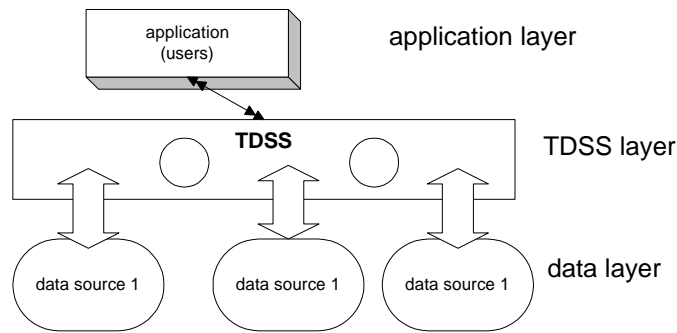 application
(users)
application layer
TDSS
TDSS layer
data source 1
data source 1
data source 1
data layer